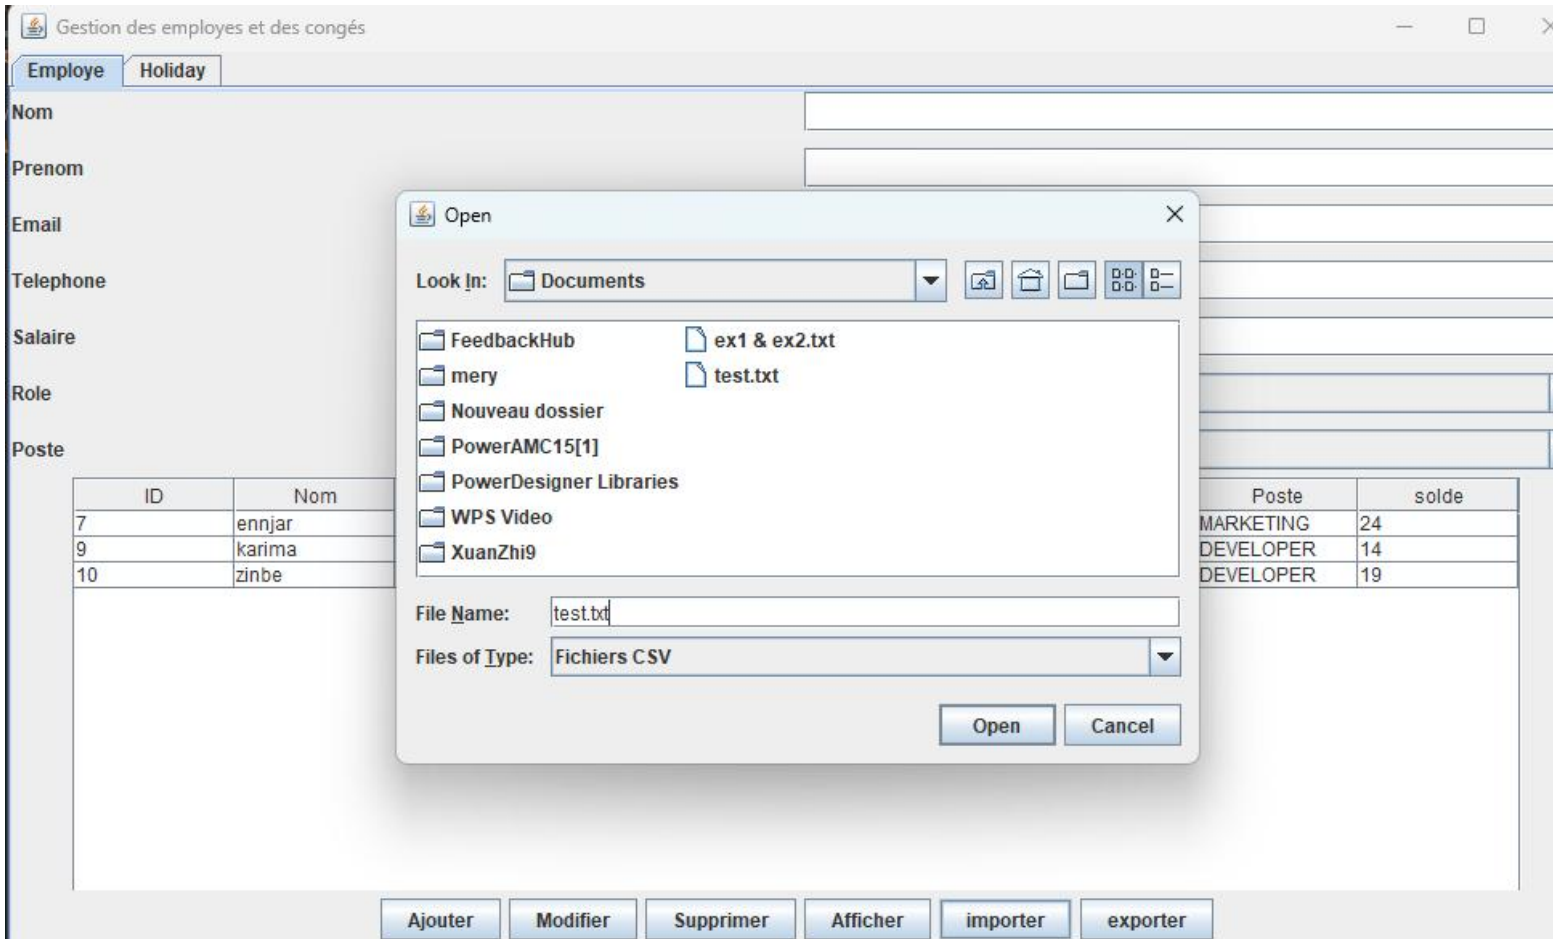 Gestion des employes et des congés
Employe Holiday
Nom
Prenom
Email
Telephone
Salaire
Role
Poste
Open
Look In: Documents
FeedbackHub
mery
Nouveau dossier
PowerAMC15[1]
PowerDesigner Libraries
WPS Video
XuanZhi9
ex1 & ex2.txt
test.txt
File Name: test.txt
Files of Type: Fichiers CSV
Open Cancel
ID Nom Poste solde
7 ennjar MARKETING 24
9 karima DEVELOPER 14
10 zinbe DEVELOPER 19
Ajouter Modifier Supprimer Afficher importer exporter